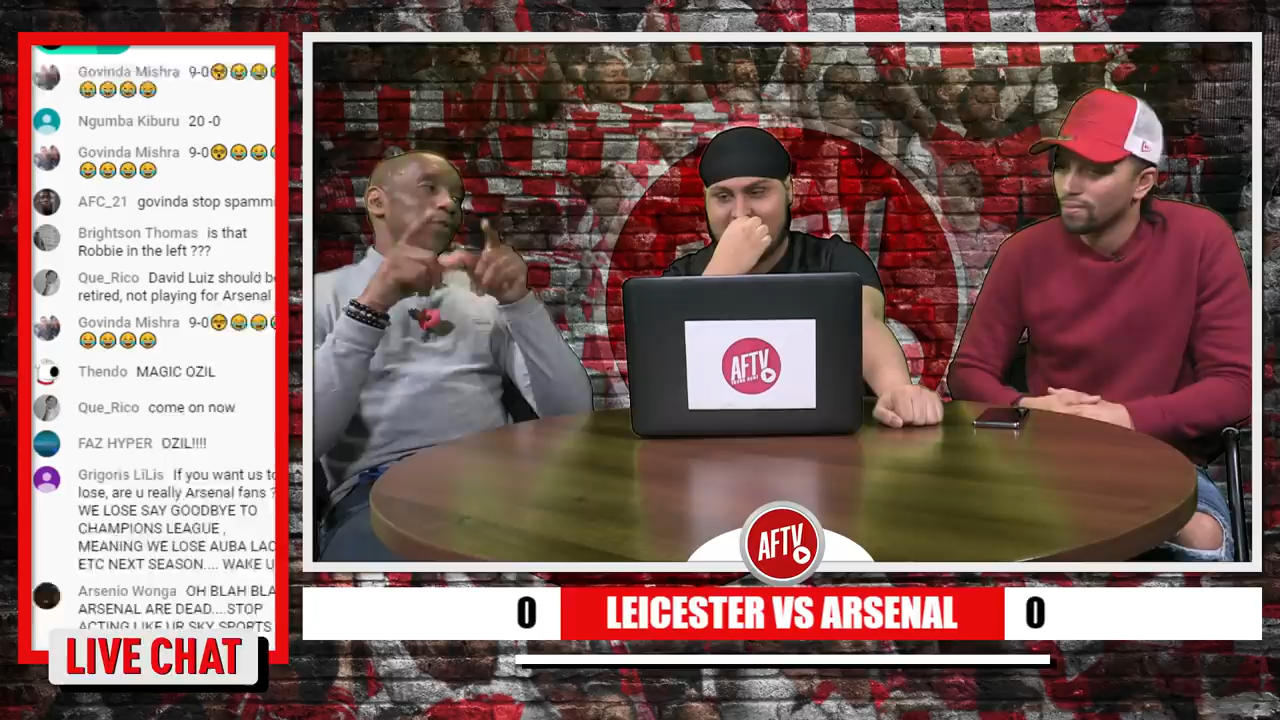 Govinda Mishra 9-0
Ngumba Kiburu 20 -0
Govinda Mishra 9-0
AFC_21 govinda stop spamm
Brightson Thomas is that
Robbie in the left ???
Que_Rico David Luiz should be
retired, not playing for Arsenal
Govinda Mishra 9-0
Thendo MAGIC OZIL
Que_Rico come on now
FAZ HYPER OZIL!!!!
Grigoris LïLis If you want us to
lose, are u really Arsenal fans ?
WE LOSE SAY GOODBYE TO
CHAMPIONS LEAGUE ,
MEANING WE LOSE AUBA LAC
ETC NEXT SEASON.... WAKE U
Arsenio Wonga OH BLAH BLA
ARSENAL ARE DEAD....STOP
ACTING LIKE UR SKY SPORTS
LIVE CHAT
AFTV
AFTV
0 LEICESTER VS ARSENAL 0